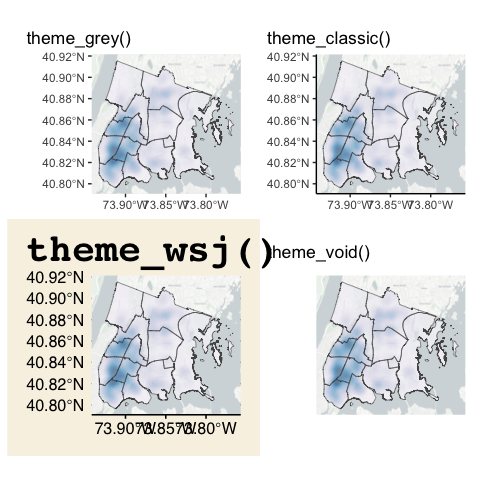 theme_grey()
40.92°N
40.90°N
40.88°N
40.86°N
40.84°N
40.82°N
40.80°N
73.90°W 73.85°W 73.80°W
theme_classic()
40.92°N
40.90°N
40.88°N
40.86°N
40.84°N
40.82°N
40.80°N
73.90°W 73.85°W 73.80°W
theme_wsj()
40.92°N
40.90°N
40.88°N
40.86°N
40.84°N
40.82°N
40.80°N
73.90°W 73.85°W 73.80°W
theme_void()